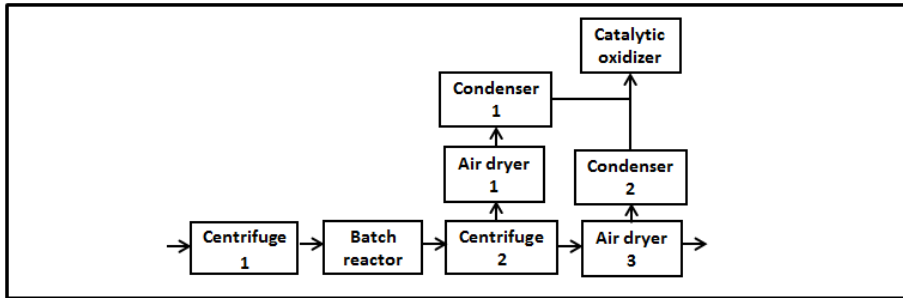 Catalytic
oxidizer
Condenser
1
Air dryer
1
Condenser
2
Centrifuge
1
Batch
reactor
Centrifuge
2
Air dryer
3